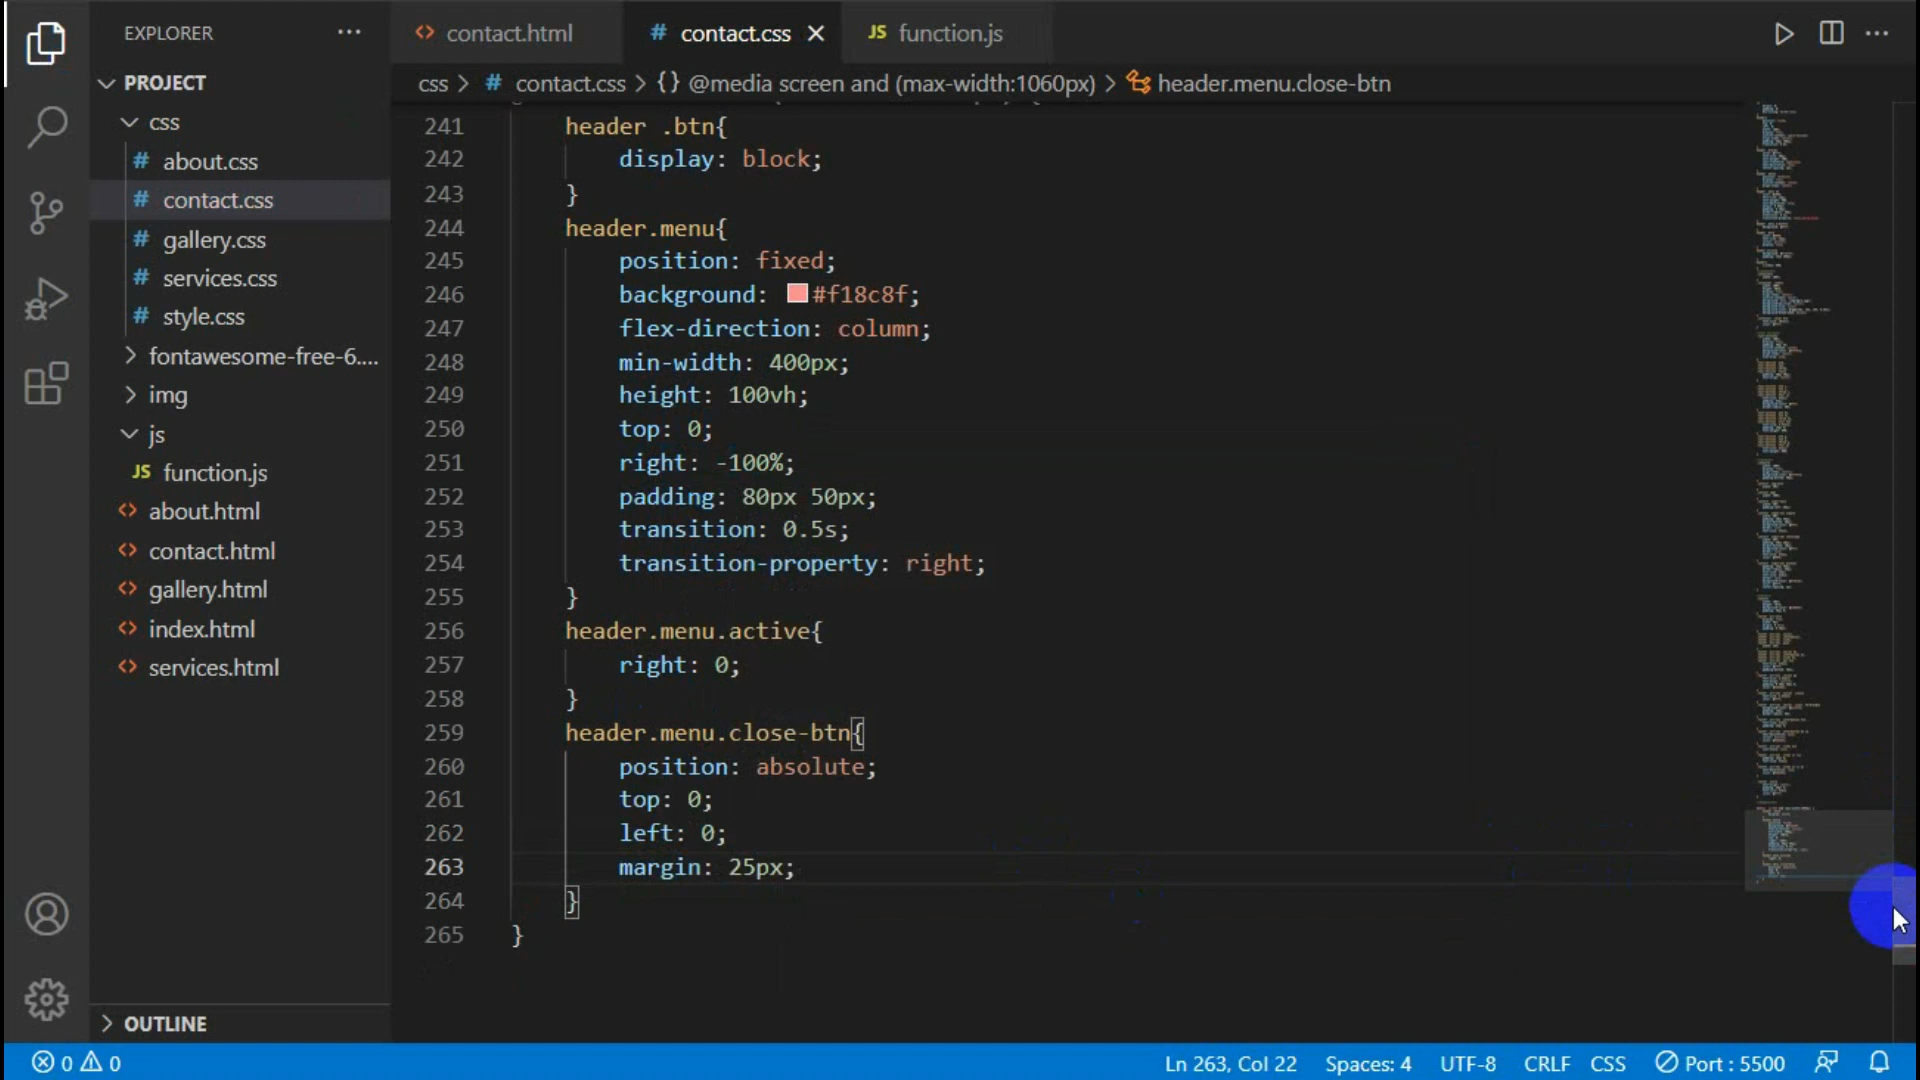 EXPLORER ···
contact.html
contact.css
JS function.js
···
PROJECT
css > # contact.css > {} @media screen and (max-width:1060px) > header.menu.close-btn
css
# about.css
# contact.css
# gallery.css
# services.css
# style.css
fontawesome-free-6....
img
js
JS function.js
about.html
contact.html
gallery.html
index.html
services.html
OUTLINE
241 header .btn{
242 display: block;
243 }
244 header.menu{
245 position: fixed;
246 background: #f18c8f;
247 flex-direction: column;
248 min-width: 400px;
249 height: 100vh;
250 top: 0;
251 right: -100%;
252 padding: 80px 50px;
253 transition: 0.5s;
254 transition-property: right;
255 }
256 header.menu.active{
257 right: 0;
258 }
259 header.menu.close-btn{
260 position: absolute;
261 top: 0;
262 left: 0;
263 margin: 25px;
264 }
265 }
0 0 Ln 263, Col 22 Spaces: 4 UTF-8 CRLF CSS Port : 5500